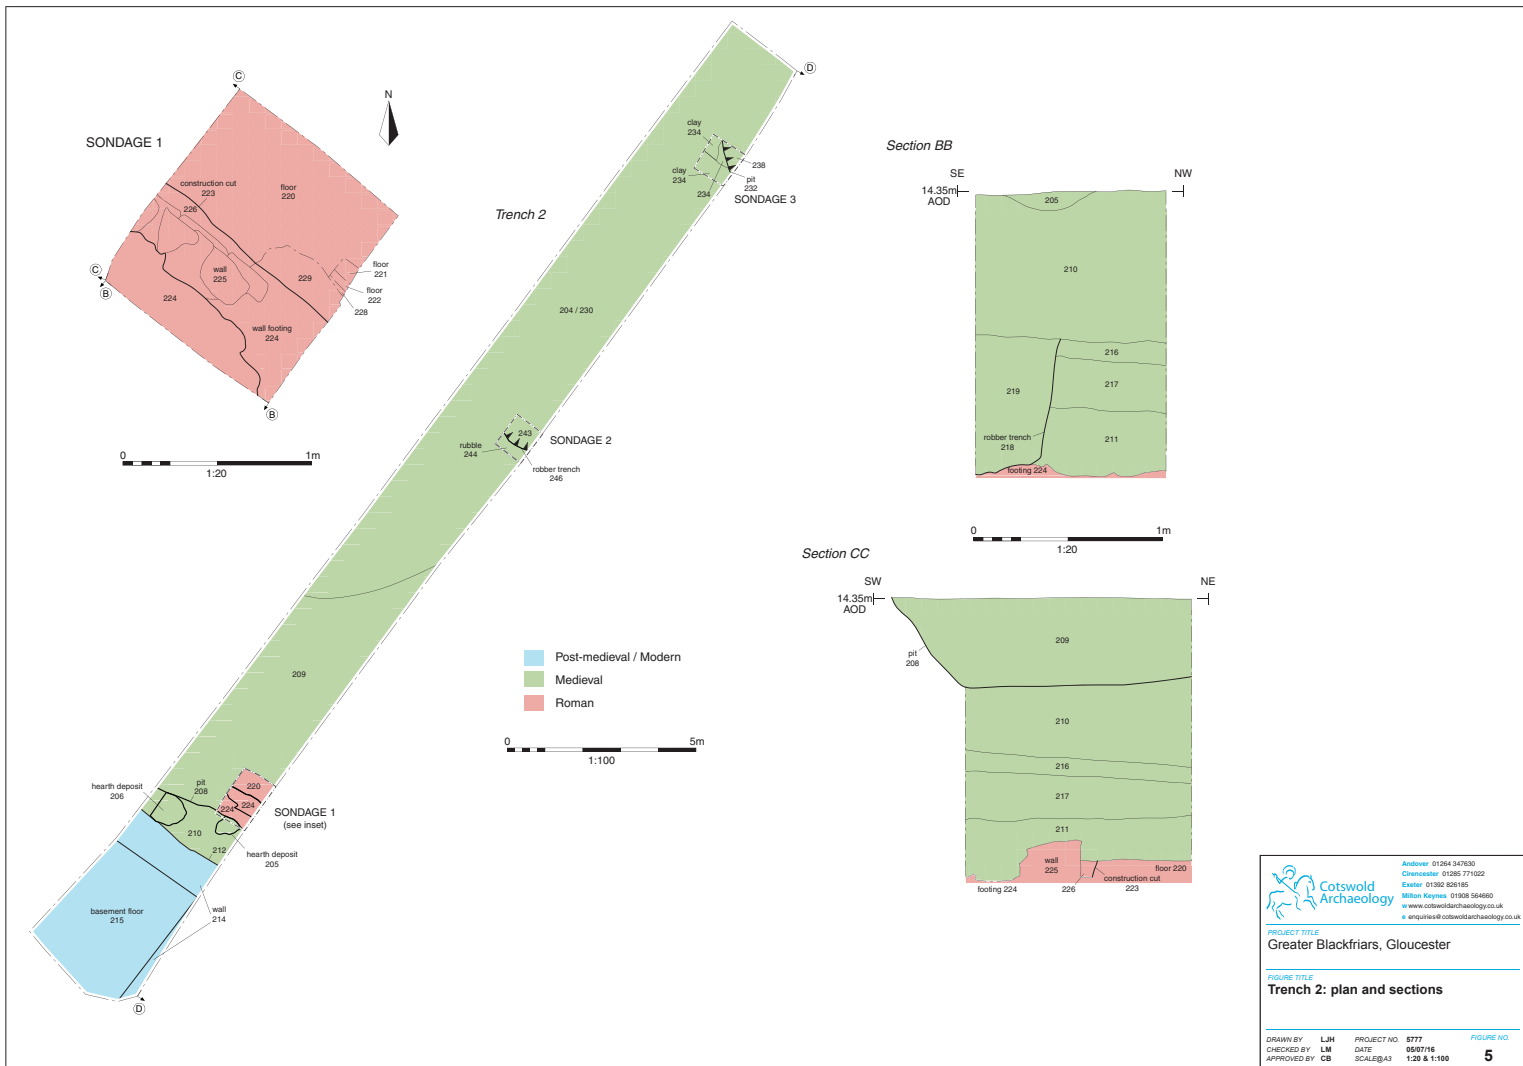 SONDAGE 1
C
N
construction cut
223
226
floor
220
wall
225
229
floor
221
floor
222
228
C
B
224
wall footing
224
B
0
1m
1:20
Trench 2
D
clay
234
clay
234
234
238
pit
232
SONDAGE 3
204 / 230
243
rubble
244
SONDAGE 2
robber trench
246
209
Post-medieval / Modern
Medieval
Roman
0
5m
1:100
hearth deposit
206
pit
208
220
224
224
SONDAGE 1
(see inset)
210
212
hearth deposit
205
wall
214
basement floor
215
D
Section BB
SE
NW
14.35m
AOD
205
210
216
217
219
211
robber trench
218
footing 224
0
1m
1:20
Section CC
SW
NE
14.35m
AOD
209
pit
208
210
216
217
211
wall
225
floor 220
footing 224
226
construction cut
223
Cotswold
Archaeology
Andover 01264 347630
Cirencester 01285 771022
Exeter 01392 826185
Milton Keynes 01908 564660
w www.cotswoldarchaeology.co.uk
e enquiries@cotswoldarchaeology.co.uk
PROJECT TITLE
Greater Blackfriars, Gloucester
FIGURE TITLE
Trench 2: plan and sections
DRAWN BY LJH PROJECT NO. 5777 FIGURE NO.
CHECKED BY LM DATE 05/07/16
APPROVED BY CB SCALE@A3 1:20 & 1:100
5